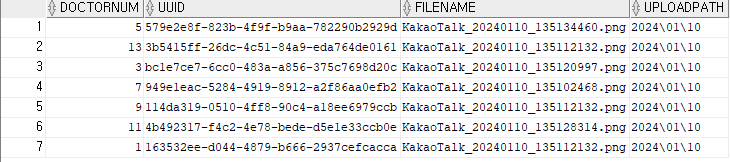 DOCTORNUM UUID FILENAME UPLOADPATH
1 5 579e2e8f-823b-4f9f-b9aa-782290b2929d KakaoTalk_20240110_135134460.png 2024\01\10
2 13 3b5415ff-26dc-4c51-84a9-eda764de0161 KakaoTalk_20240110_135112132.png 2024\01\10
3 3 bc1e7ce7-6cc0-483a-a856-375c7698d20c KakaoTalk_20240110_135120997.png 2024\01\10
4 7 949e1eac-5284-4919-8912-a2f86aa0efb2 KakaoTalk_20240110_135102468.png 2024\01\10
5 9 114da319-0510-4ff8-90c4-a18ee6979ccb KakaoTalk_20240110_135112132.png 2024\01\10
6 11 4b492317-f4c2-4e78-bede-d5e1e33ccb0e KakaoTalk_20240110_135128314.png 2024\01\10
7 1 163532ee-d044-4879-b666-2937cefcacca KakaoTalk_20240110_135112132.png 2024\01\10